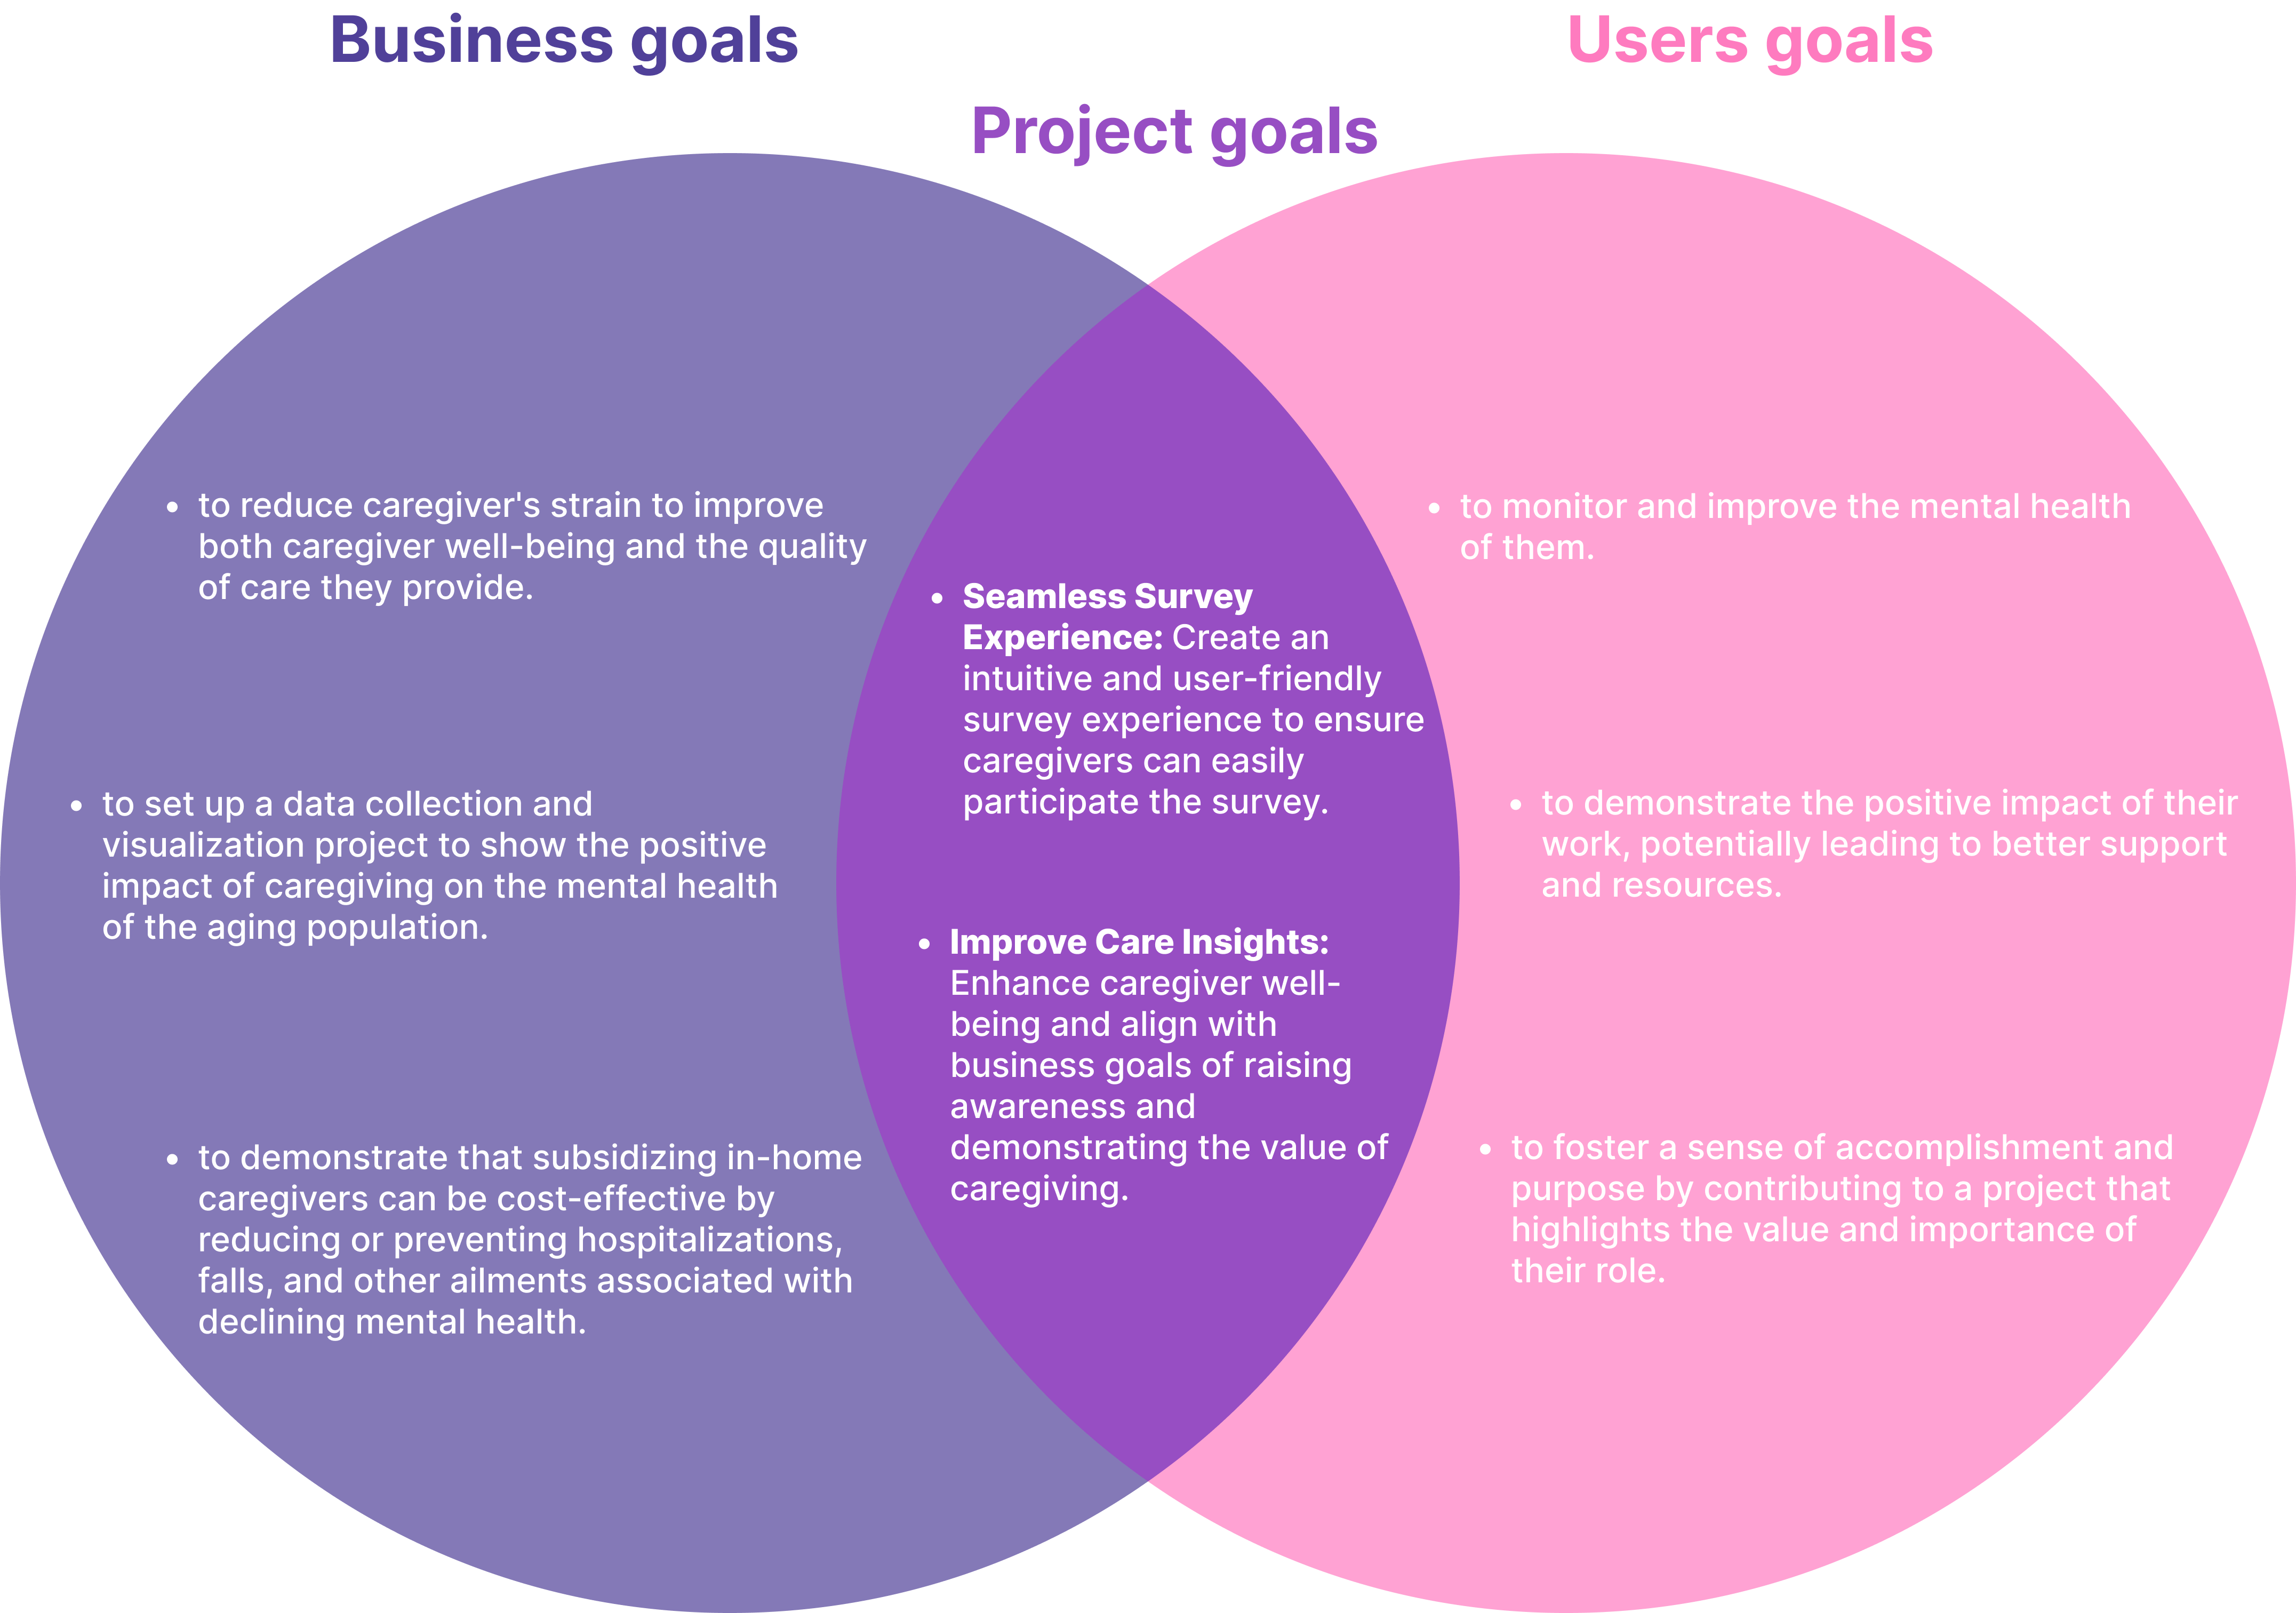 Business goals
Users goals
Project goals
• to reduce caregiver's strain to improve
both caregiver well-being and the quality
of care they provide.
• to set up a data collection and
visualization project to show the positive
impact of caregiving on the mental health
of the aging population.
• to demonstrate that subsidizing in-home
caregivers can be cost-effective by
reducing or preventing hospitalizations,
falls, and other ailments associated with
declining mental health.
• Seamless Survey
Experience: Create an
intuitive and user-friendly
survey experience to ensure
caregivers can easily
participate the survey.
• Improve Care Insights:
Enhance caregiver well-
being and align with
business goals of raising
awareness and
demonstrating the value of
caregiving.
• to monitor and improve the mental health
of them.
• to demonstrate the positive impact of their
work, potentially leading to better support
and resources.
• to foster a sense of accomplishment and
purpose by contributing to a project that
highlights the value and importance of
their role.